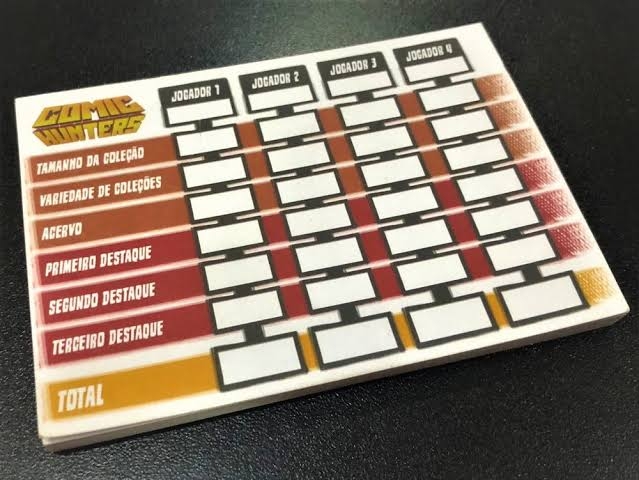 COMIC
HUNTERS
JOGADOR 1
JOGADOR 2
JOGADOR 3
JOGADOR 4
TAMANHO DA COLEÇÃO
VARIEDADE DE COLEÇÕES
ACERVO
PRIMEIRO DESTAQUE
SEGUNDO DESTAQUE
TERCEIRO DESTAQUE
TOTAL